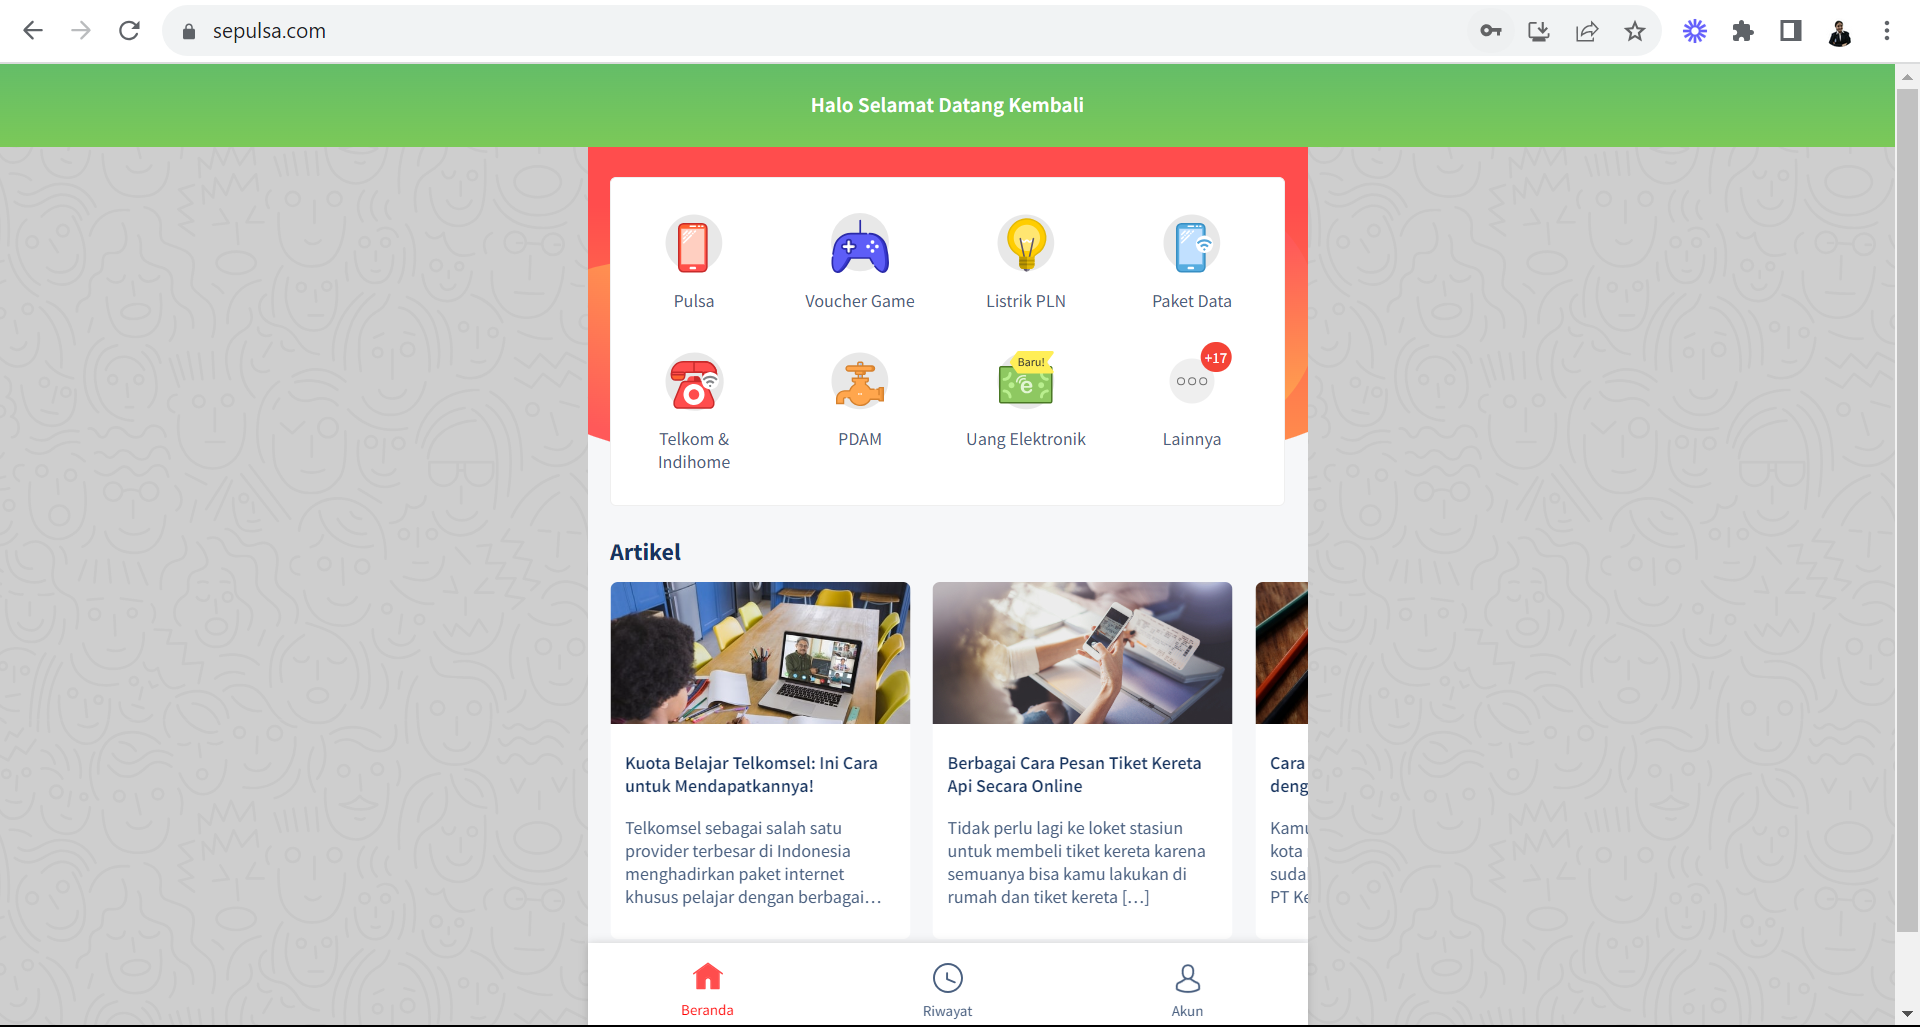 sepulsa.com
Halo Selamat Datang Kembali
Pulsa
Voucher Game
Listrik PLN
Paket Data
Telkom &
Indihome
PDAM
Baru!
e
Uang Elektronik
+17
Lainnya
Artikel
Kuota Belajar Telkomsel: Ini Cara
untuk Mendapatkannya!
Telkomsel sebagai salah satu
provider terbesar di Indonesia
menghadirkan paket internet
khusus pelajar dengan berbagai…
Berbagai Cara Pesan Tiket Kereta
Api Secara Online
Tidak perlu lagi ke loket stasiun
untuk membeli tiket kereta karena
semuanya bisa kamu lakukan di
rumah dan tiket kereta […]
Cara
deng
Kamu
kota
suda
PT Ke
Beranda
Riwayat
Akun